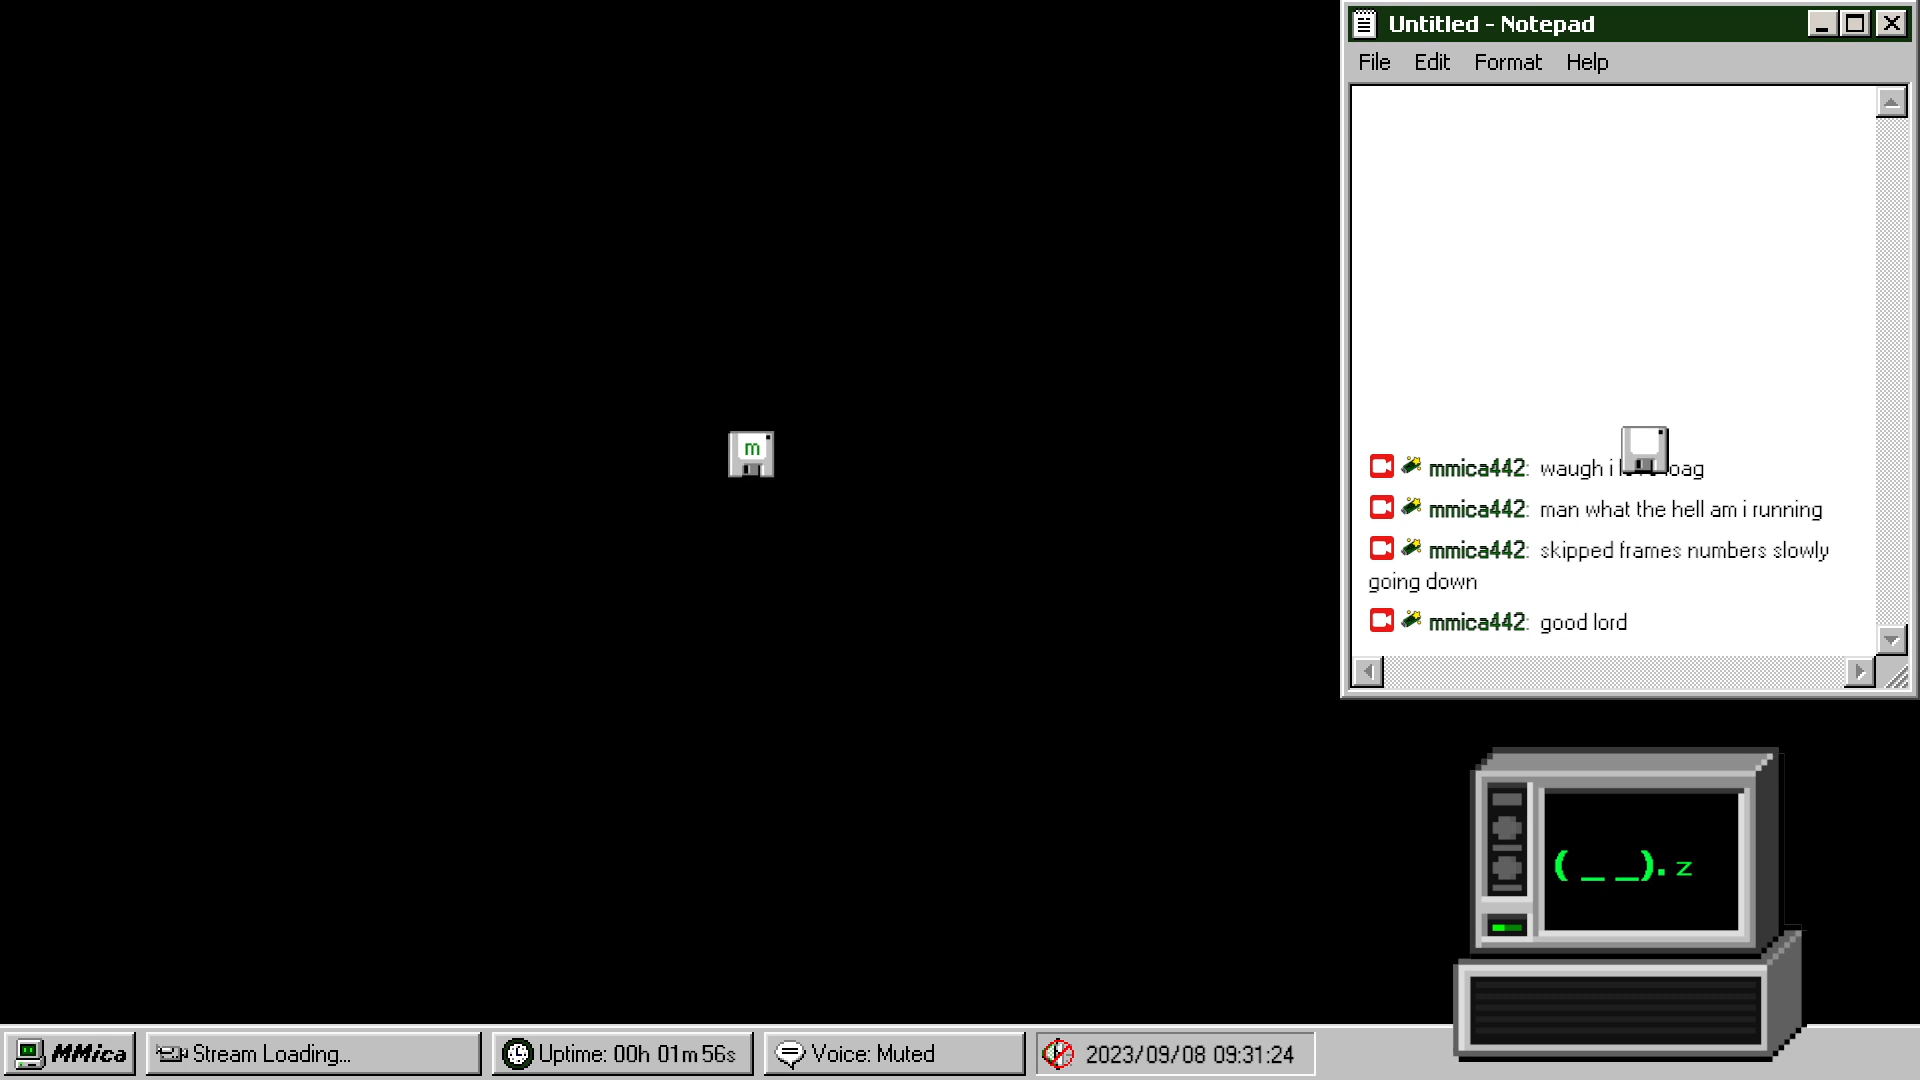 Untitled - Notepad
File Edit Format Help
m
mmica442: waugh i
mmica442: man what the hell am i running
mmica442: skipped frames numbers slowly
going down
mmica442: good lord
( _ _). z
MMica
Stream Loading...
Uptime: 00h 01m 56s
Voice: Muted
2023/09/08 09:31:24